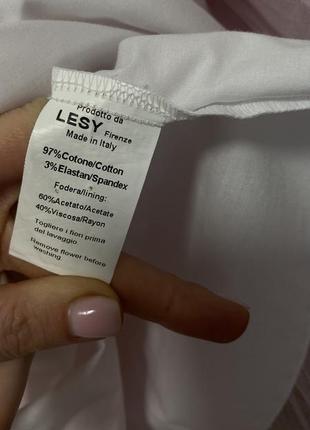 Prodotto da
LESY Firenze
Made in Italy
97%Cotone/Cotton
3%Elastan/Spandex
Fodera/lining:
60%Acetato/Acetate
40%Viscosa/Rayon
Togliere i fiori prima
del lavaggio
Remove flower before
washing.